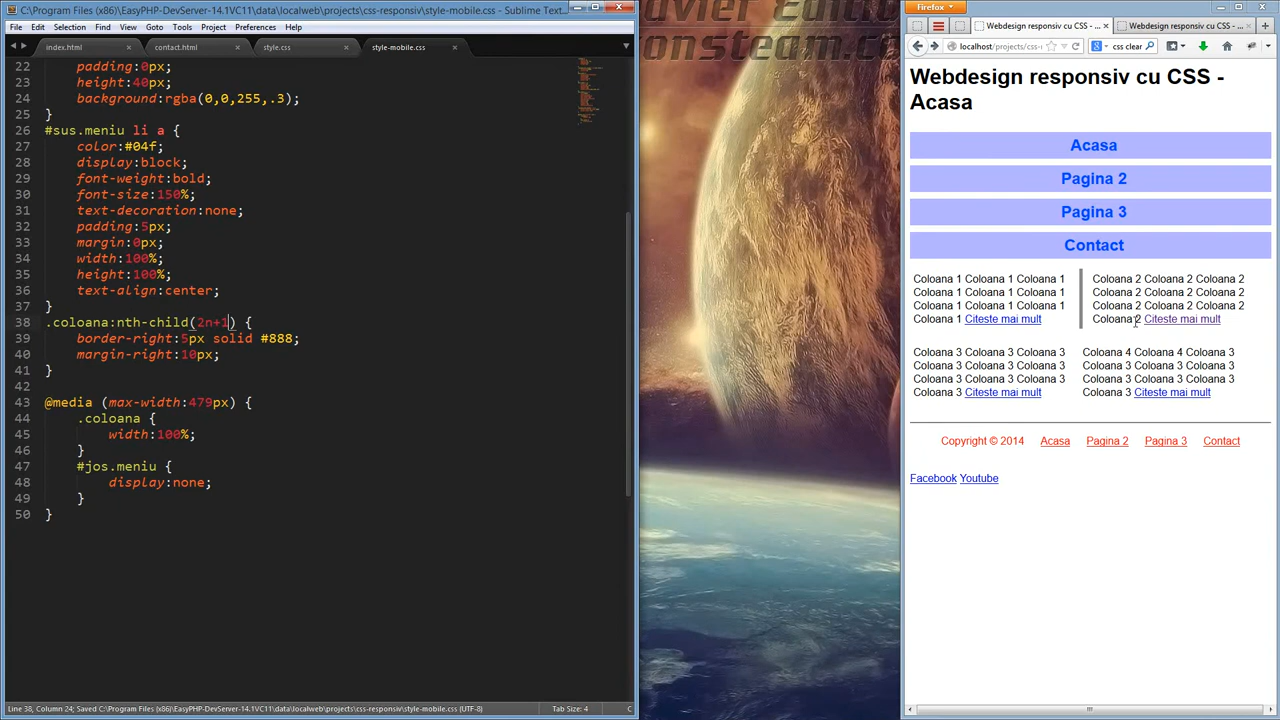 C:\Program Files (x86)\EasyPHP-DevServer-14.1VC11\data\localweb\projects\css-responsiv\style-mobile.css - Sublime Text...
File Edit Selection Find View Goto Tools Project Preferences Help
index.html contact.html style.css style-mobile.css
22 padding:0px;
23 height:40px;
24 background:rgba(0,0,255,.3);
25 }
26 #sus.meniu li a {
27 color:#04f;
28 display:block;
29 font-weight:bold;
30 font-size:150%;
31 text-decoration:none;
32 padding:5px;
33 margin:0px;
34 width:100%;
35 height:100%;
36 text-align:center;
37 }
38 .coloana:nth-child(2n+1) {
39 border-right:5px solid #888;
40 margin-right:10px;
41 }
42
43 @media (max-width:479px) {
44 .coloana {
45 width:100%;
46 }
47 #jos.meniu {
48 display:none;
49 }
50 }
Line 38, Column 24; Saved C:\Program Files (x86)\EasyPHP-DevServer-14.1VC11\data\localweb\projects\css-responsiv\style-mobile.css (UTF-8) Tab Size: 4 C
Firefox
Webdesign responsiv cu CSS - ... Webdesign responsiv cu CSS - ...
localhost/projects/css- css clear
Webdesign responsiv cu CSS -
Acasa
Acasa
Pagina 2
Pagina 3
Contact
Coloana 1 Coloana 1 Coloana 1
Coloana 1 Coloana 1 Coloana 1
Coloana 1 Coloana 1 Coloana 1
Coloana 1 Citeste mai mult
Coloana 2 Coloana 2 Coloana 2
Coloana 2 Coloana 2 Coloana 2
Coloana 2 Coloana 2 Coloana 2
Coloana 2 Citeste mai mult
Coloana 3 Coloana 3 Coloana 3
Coloana 3 Coloana 3 Coloana 3
Coloana 3 Coloana 3 Coloana 3
Coloana 3 Citeste mai mult
Coloana 4 Coloana 4 Coloana 3
Coloana 3 Coloana 3 Coloana 3
Coloana 3 Coloana 3 Coloana 3
Coloana 3 Citeste mai mult
Copyright © 2014 Acasa Pagina 2 Pagina 3 Contact
Facebook Youtube